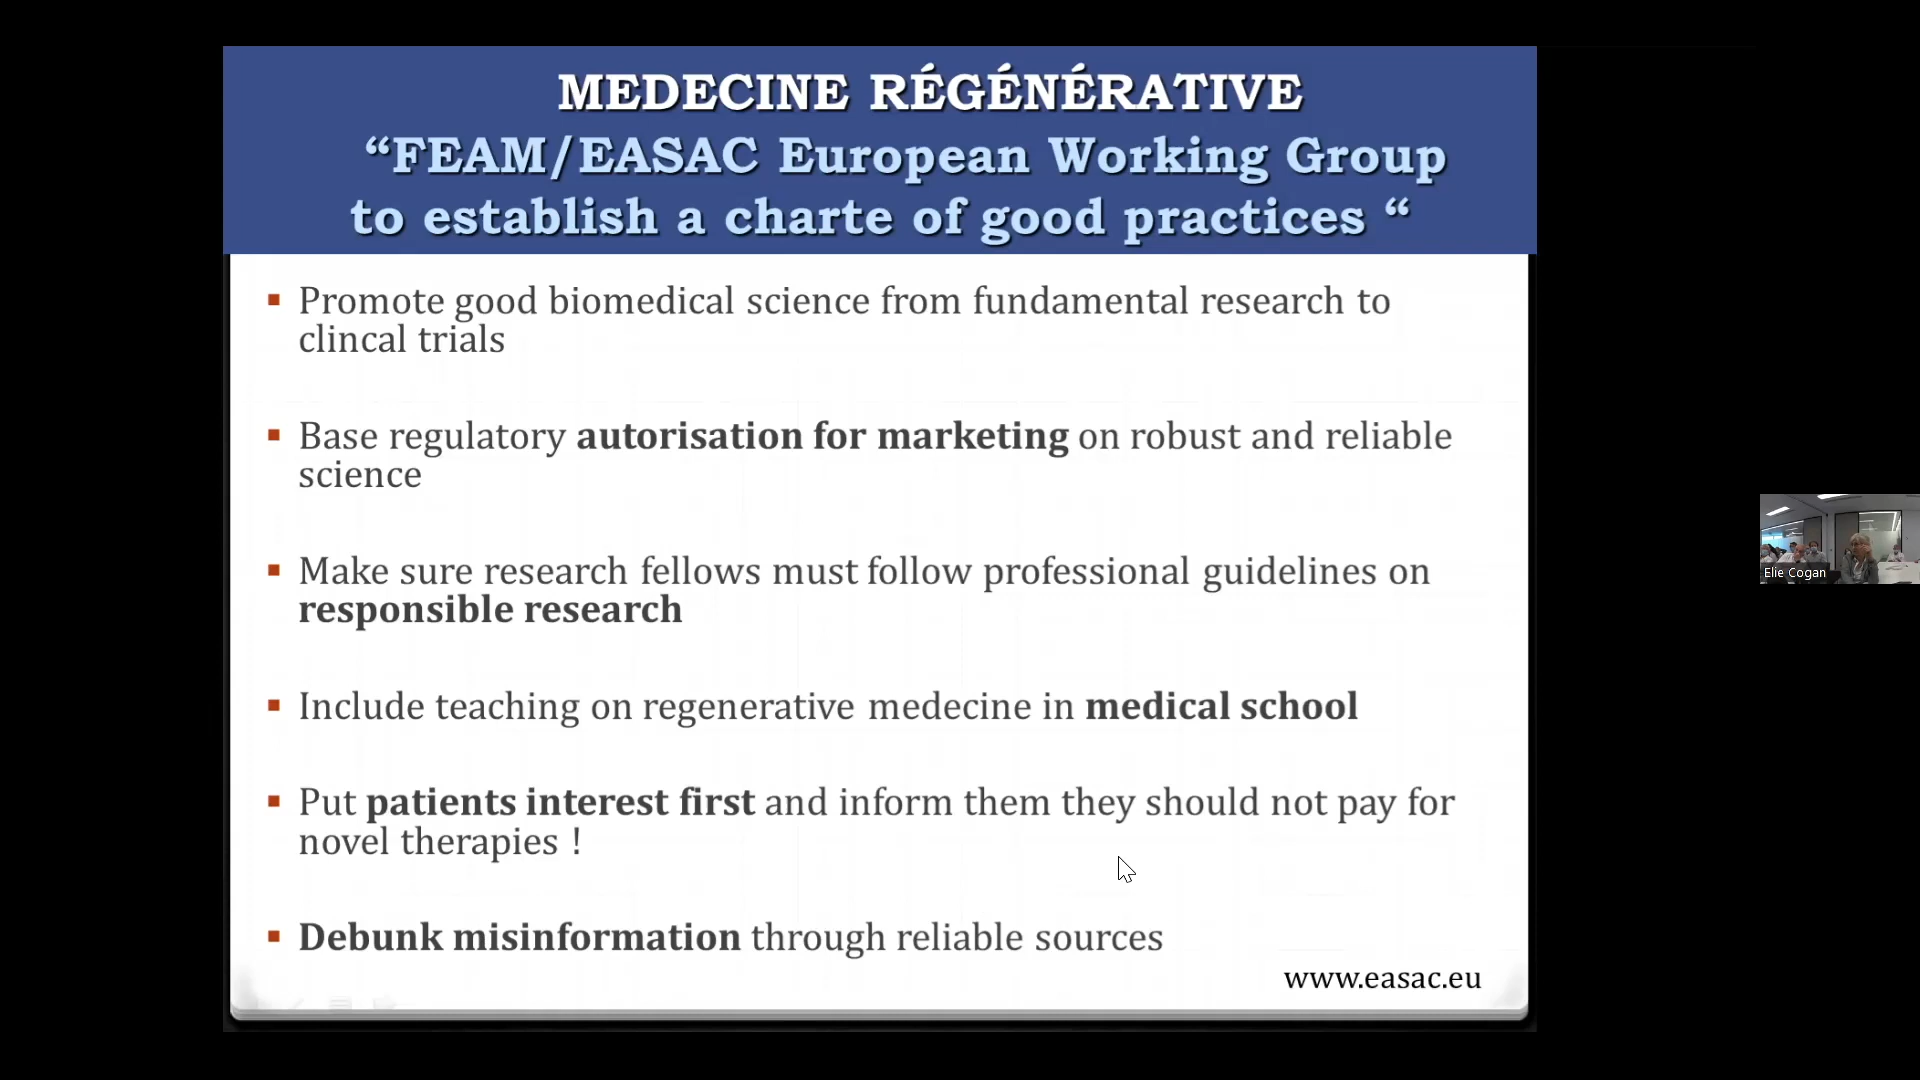 MEDECINE RÉGÉNÉRATIVE
“FEAM/EASAC European Working Group
to establish a charte of good practices “
▪ Promote good biomedical science from fundamental research to
clincal trials
▪ Base regulatory autorisation for marketing on robust and reliable
science
▪ Make sure research fellows must follow professional guidelines on
responsible research
▪ Include teaching on regenerative medecine in medical school
▪ Put patients interest first and inform them they should not pay for
novel therapies !
▪ Debunk misinformation through reliable sources
www.easac.eu
Elie Cogan